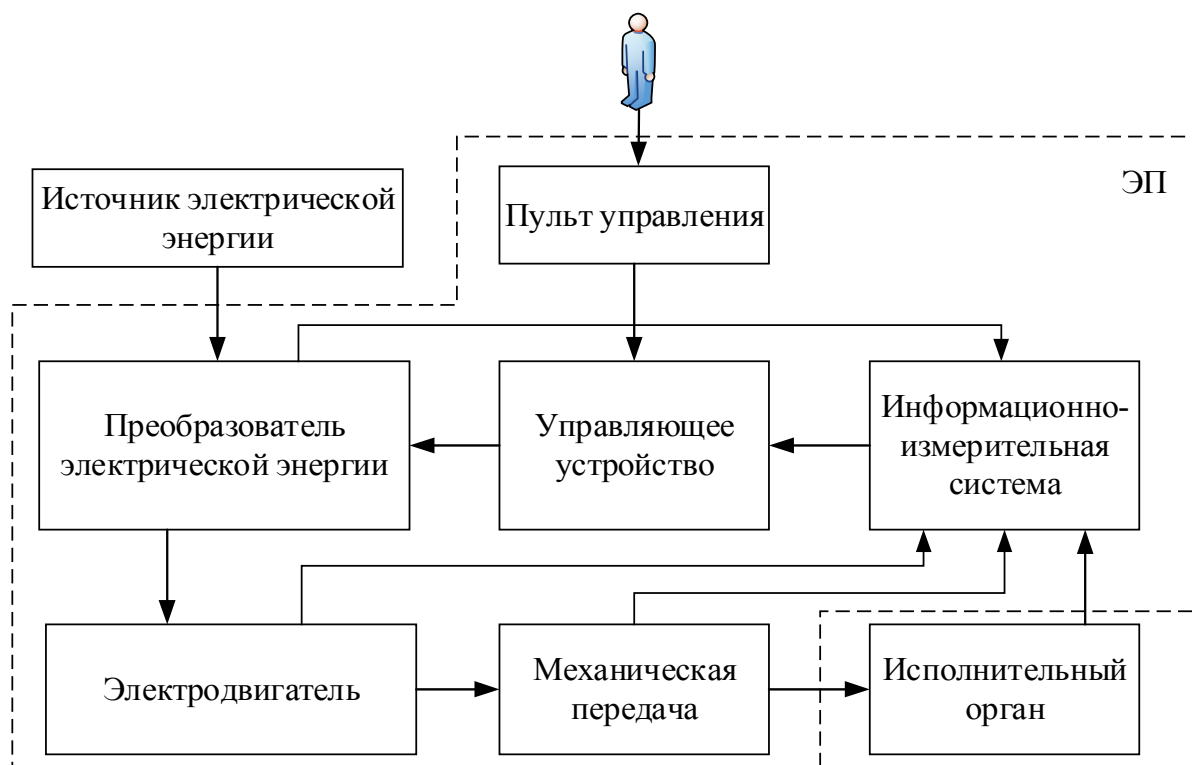 Источник электрической
энергии
Пульт управления
ЭП
Преобразователь
электрической энергии
Управляющее
устройство
Информационно-
измерительная
система
Электродвигатель
Механическая
передача
Исполнительный
орган